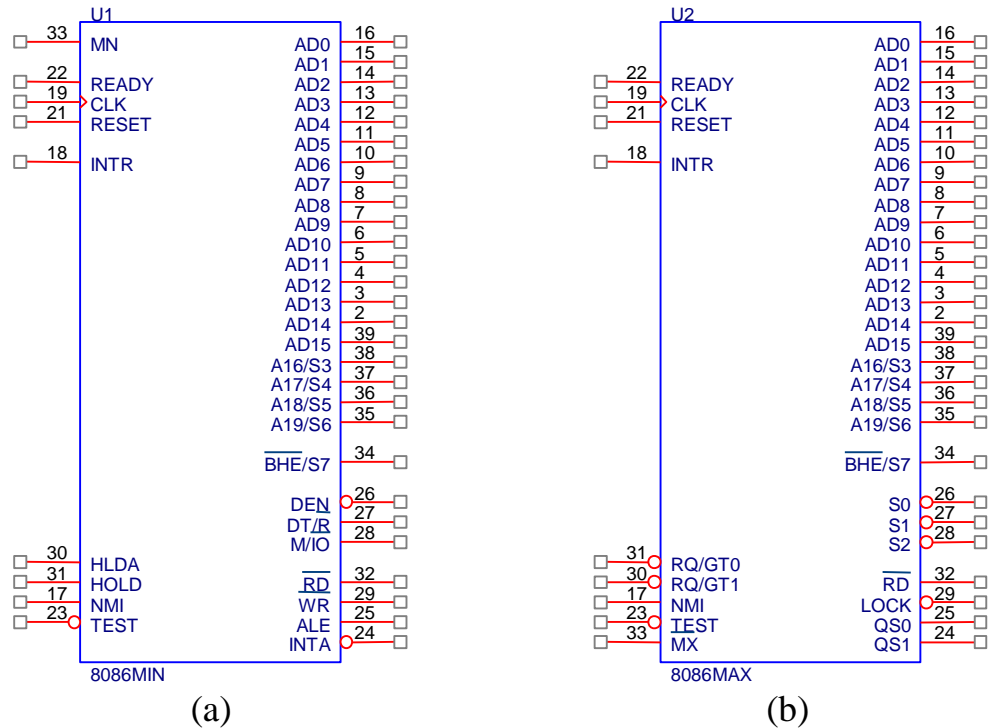 U1
33 MN
22 READY
19 CLK
21 RESET
18 INTR
30 HLDA
31 HOLD
17 NMI
23 TEST
AD0 16
AD1 15
AD2 14
AD3 13
AD4 12
AD5 11
AD6 10
AD7 9
AD8 8
AD9 7
AD10 6
AD11 5
AD12 4
AD13 3
AD14 2
AD15 39
A16/S3 38
A17/S4 37
A18/S5 36
A19/S6 35
BHE/S7 34
DEN 26
DT/R 27
M/IO 28
RD 32
WR 29
ALE 25
INTA 24
8086MIN
(a)
U2
22 READY
19 CLK
21 RESET
18 INTR
31 RQ/GT0
30 RQ/GT1
17 NMI
23 TEST
33 MX
AD0 16
AD1 15
AD2 14
AD3 13
AD4 12
AD5 11
AD6 10
AD7 9
AD8 8
AD9 7
AD10 6
AD11 5
AD12 4
AD13 3
AD14 2
AD15 39
A16/S3 38
A17/S4 37
A18/S5 36
A19/S6 35
BHE/S7 34
S0 26
S1 27
S2 28
RD 32
LOCK 29
QS0 25
QS1 24
8086MAX
(b)